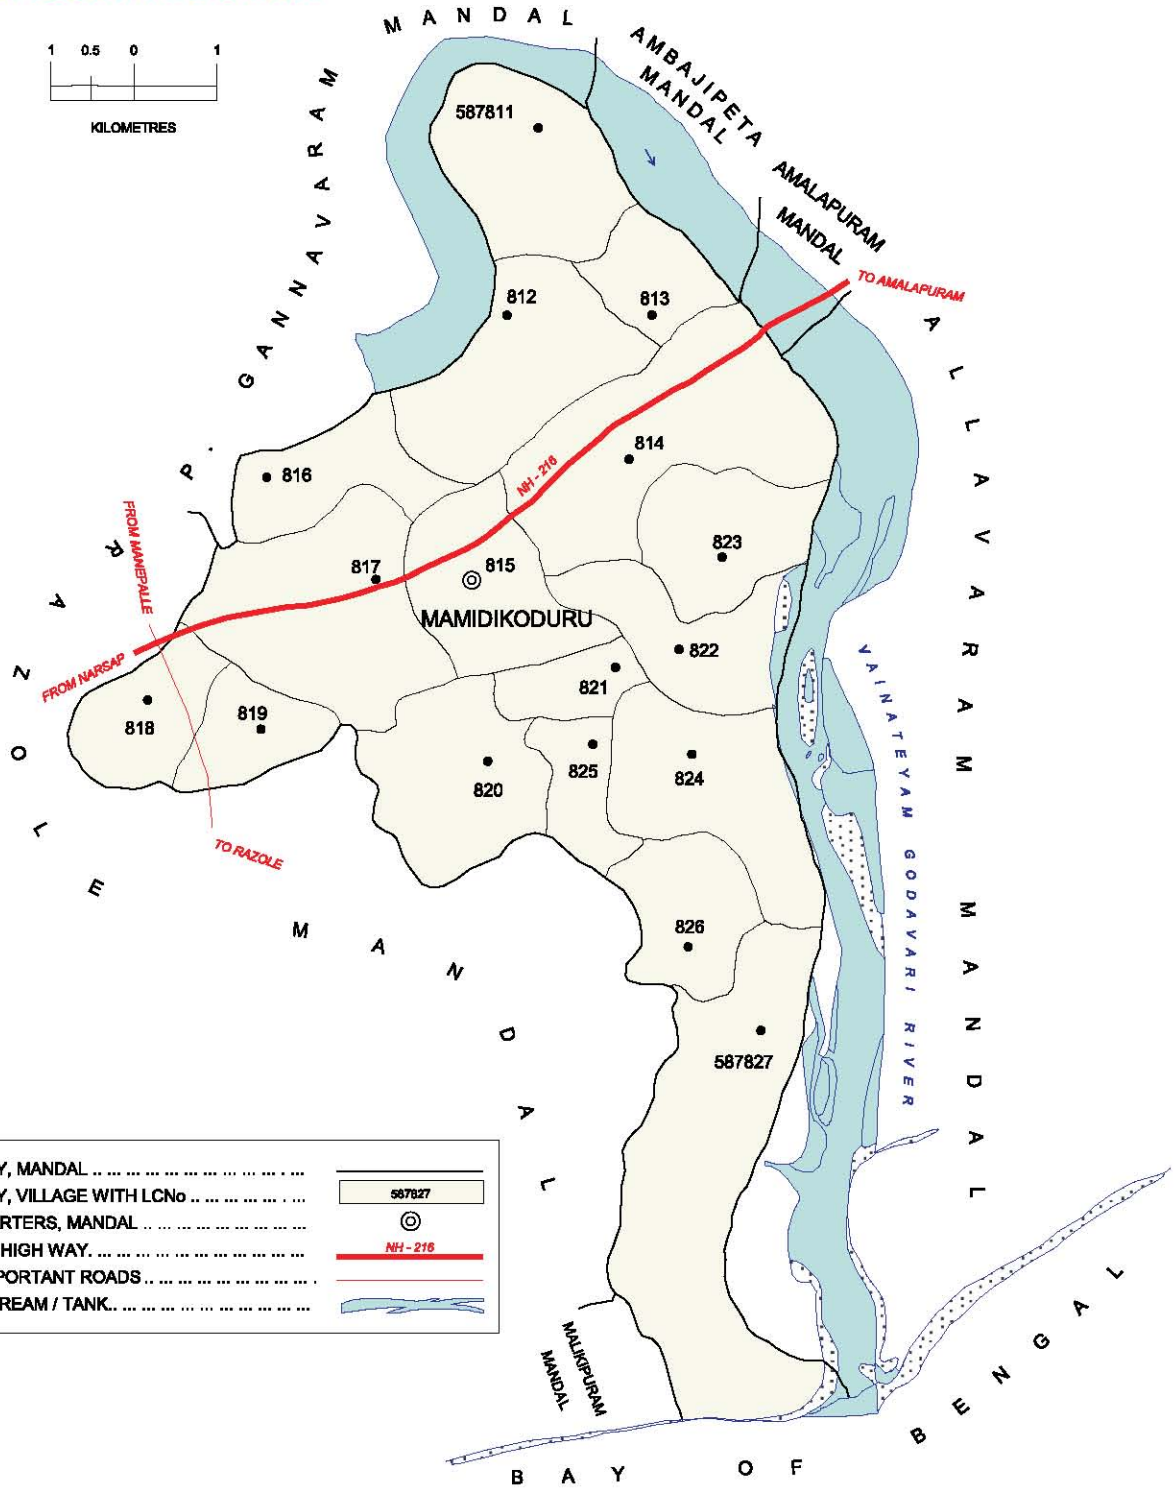 MANDAL
1 0.5 0 1
KILOMETRES
AMBAJIPETA
MANDAL
AMALAPURAM
MANDAL
P. GANNAVARAM
TO AMALAPURAM
ALLAVARAM MANDAL
587811
812
813
814
816
NH - 216
823
815
817
MAMIDIKODURU
FROM MANEPALLE
FROM NARSAP
822
821
818
819
820
825
824
TO RAZOLE
RAZOLE MANDAL
826
587827
VAINATEYAM GODAVARI RIVER
Y, MANDAL .. ... ... ... ... ... ... ... ... ... . ...
Y, VILLAGE WITH LCNo .. ... ... ... ... . ...
587827
RTERS, MANDAL .. ... ... ... ... ... ... ...
HIGH WAY. ... ... ... ... ... ... ... ... ... ...
NH - 216
PORTANT ROADS .. ... ... ... ... ... ... ... .
REAM / TANK.. ... ... ... ... ... ... ... ... ...
MALIKIPURAM
MANDAL
BAY OF BENGAL